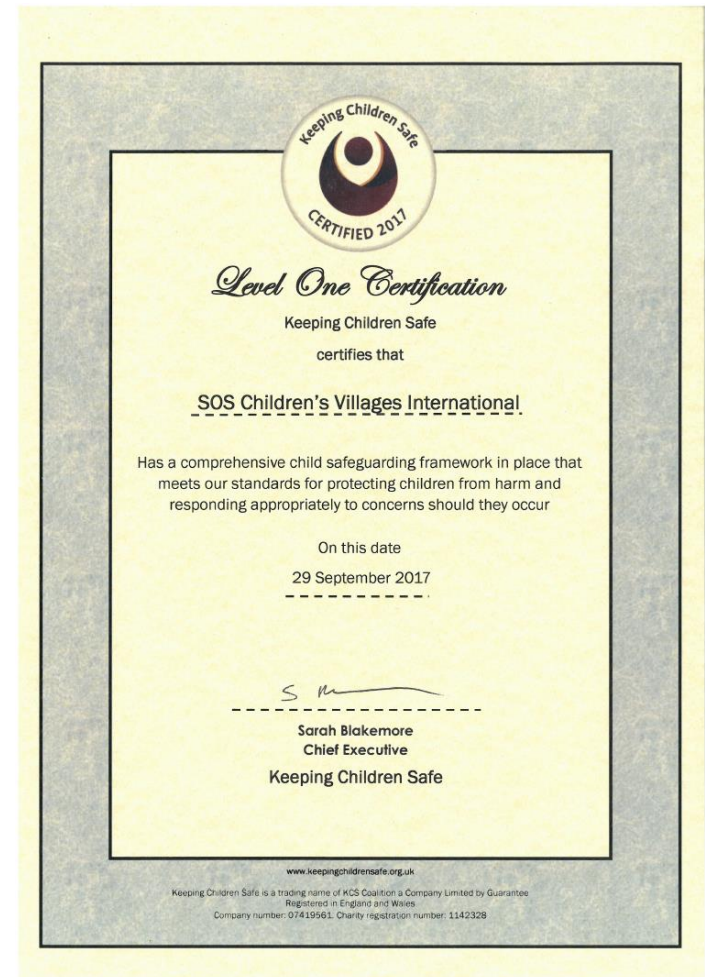 Keeping Children Safe
CERTIFIED 2017
Level One Certification
Keeping Children Safe
certifies that
SOS Children's Villages International
Has a comprehensive child safeguarding framework in place that
meets our standards for protecting children from harm and
responding appropriately to concerns should they occur
On this date
29 September 2017
Sarah Blakemore
Chief Executive
Keeping Children Safe
www.keepingchildrensafe.org.uk
Keeping Children Safe is a trading name of KCS Coalition a Company Limited by Guarantee
Registered in England and Wales
Company number: 07419561. Charity registration number: 1142328